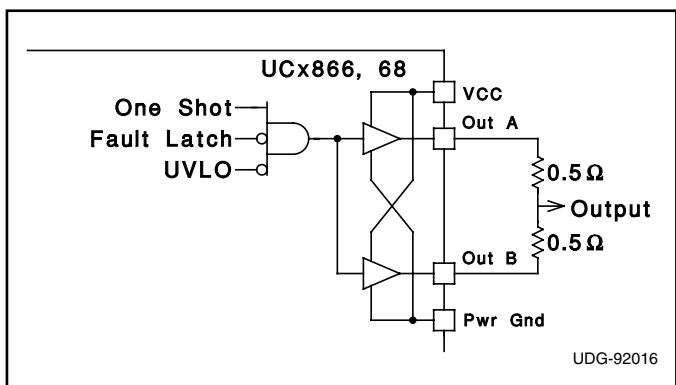 UCx866, 68
VCC
One Shot
Out A
Fault Latch
UVLO
0.5Ω
Output
0.5Ω
Out B
Pwr Gnd
UDG-92016